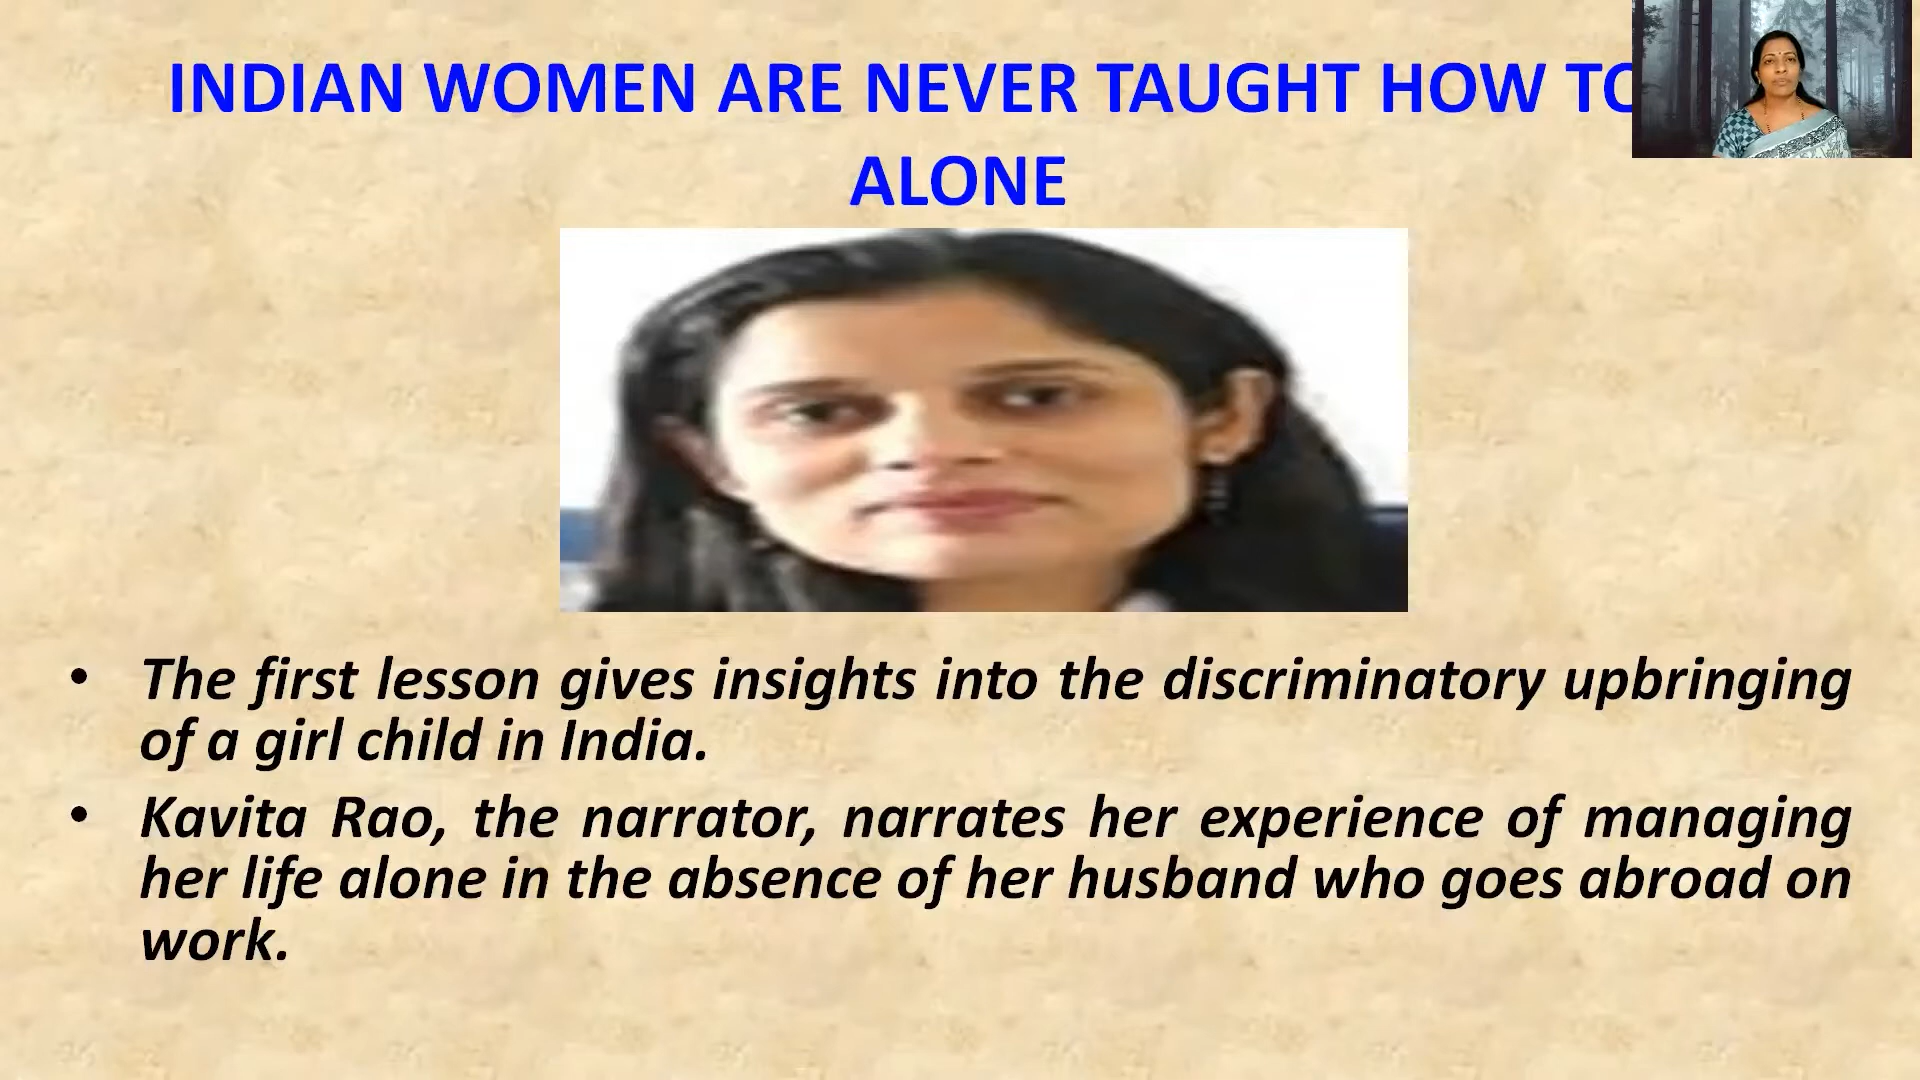 INDIAN WOMEN ARE NEVER TAUGHT HOW TO
ALONE
• The first lesson gives insights into the discriminatory upbringing
of a girl child in India.
• Kavita Rao, the narrator, narrates her experience of managing
her life alone in the absence of her husband who goes abroad on
work.